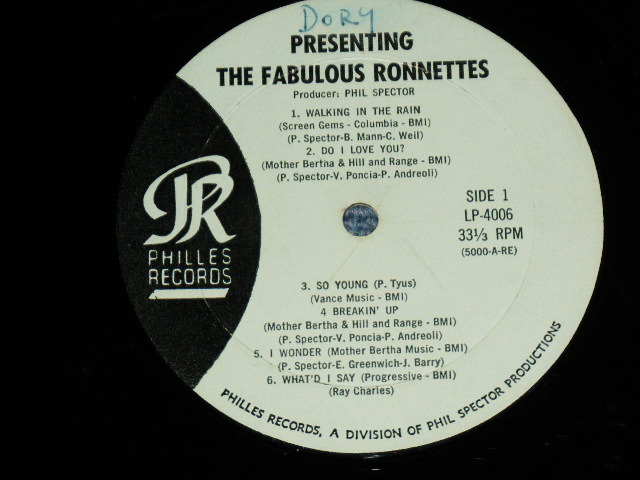 Dory
PRESENTING
THE FABULOUS RONNETTES
Producer: PHIL SPECTOR
1. WALKING IN THE RAIN
(Screen Gems - Columbia - BMI)
(P. Spector-B. Mann-C. Weil)
2. DO I LOVE YOU?
(Mother Bertha & Hill and Range - BMI)
(P. Spector-V. Poncia-P. Andreoli)
SIDE 1
LP-4006
33⅓ RPM
(5000-A-RE)
PR
PHILLES
RECORDS
3. SO YOUNG (P. Tyus)
(Vance Music - BMI)
4 BREAKIN' UP
(Mother Bertha & Hill and Range - BMI)
(P. Spector-V. Poncia-P. Andreoli)
5. I WONDER (Mother Bertha Music - BMI)
(P. Spector-E. Greenwich-J. Barry)
6. WHAT'D I SAY (Progressive - BMI)
(Ray Charles)
PHILLES RECORDS, A DIVISION OF PHIL SPECTOR PRODUCTIONS